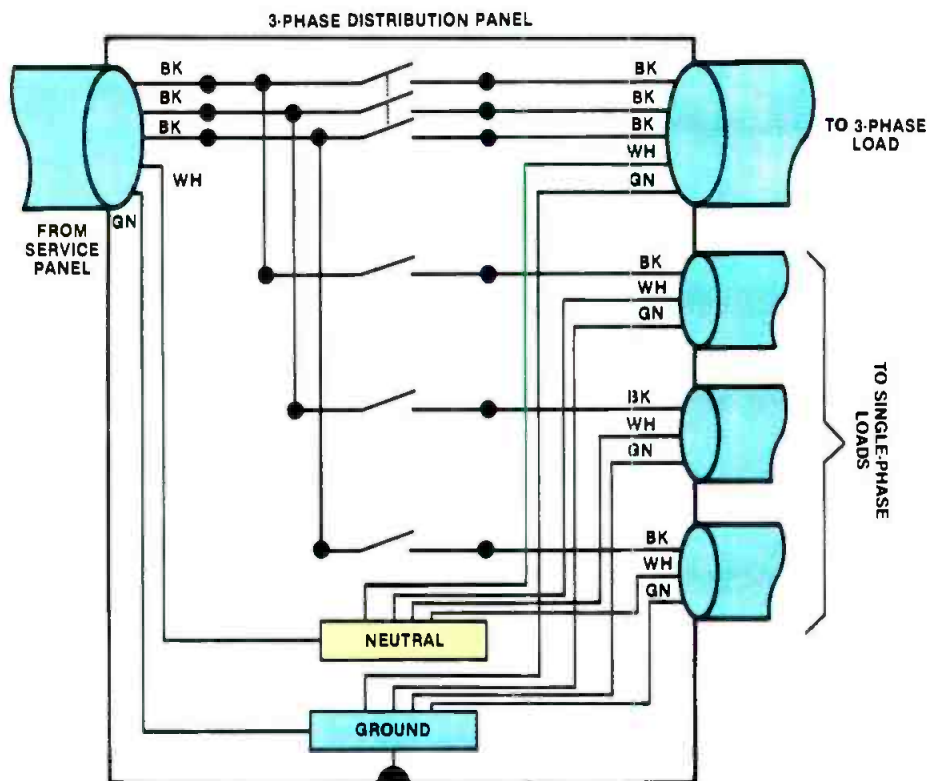 3-PHASE DISTRIBUTION PANEL
BK
BK
BK
WH
GN
FROM
SERVICE
PANEL
BK
BK
BK
WH
GN
TO 3-PHASE
LOAD
BK
WH
GN
BK
WH
GN
BK
WH
GN
TO SINGLE-PHASE
LOADS
NEUTRAL
GROUND